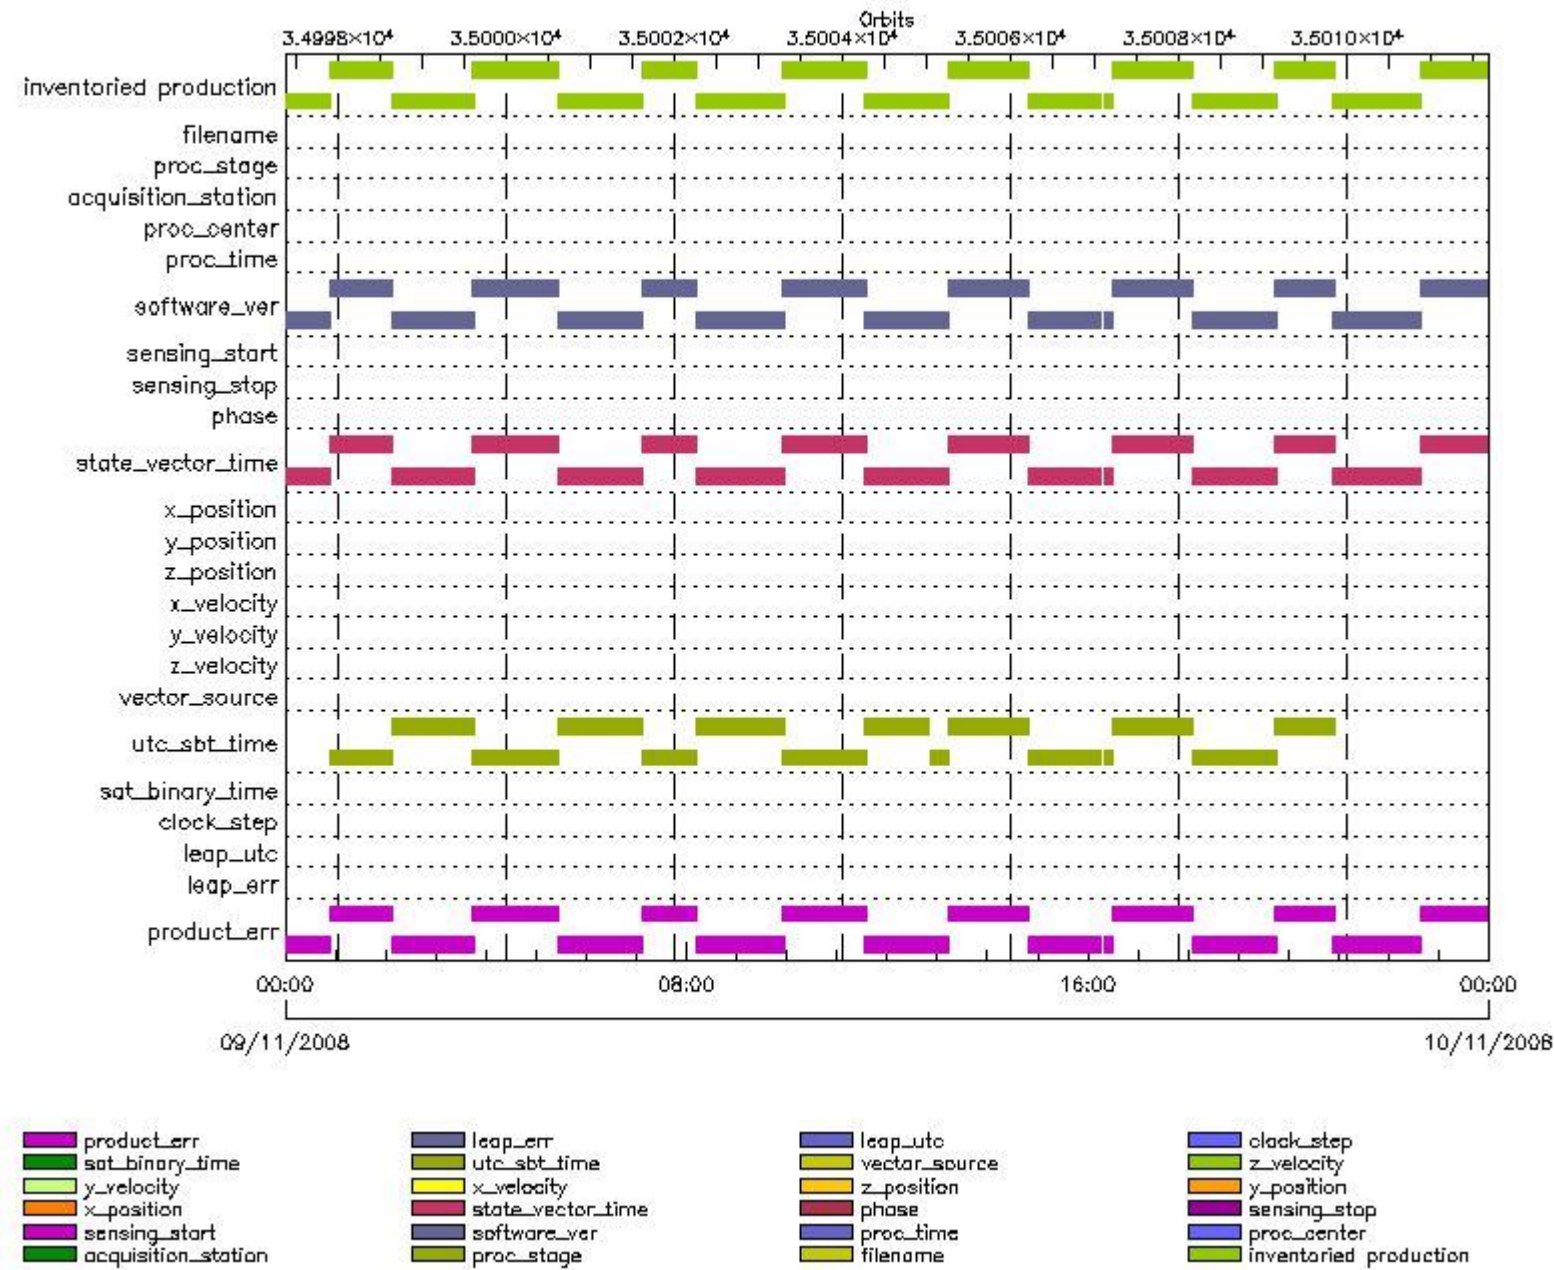 Orbits
3.4998×10⁴ 3.5000×10⁴ 3.5002×10⁴ 3.5004×10⁴ 3.5006×10⁴ 3.5008×10⁴ 3.5010×10⁴
inventoried production
filename
proc_stage
acquisition_station
proc_center
proc_time
software_ver
sensing_start
sensing_stop
phase
state_vector_time
x_position
y_position
z_position
x_velocity
y_velocity
z_velocity
vector_source
utc_sbt_time
sat_binary_time
clock_step
leap_utc
leap_err
product_err
00:00 08:00 16:00 00:00
09/11/2008 10/11/2008
product_err leap_err leap_utc clock_step
sat_binary_time utc_sbt_time vector_source z_velocity
y_velocity x_velocity z_position y_position
x_position state_vector_time phase sensing_stop
sensing_start software_ver proc_time proc_center
acquisition_station proc_stage filename inventoried production